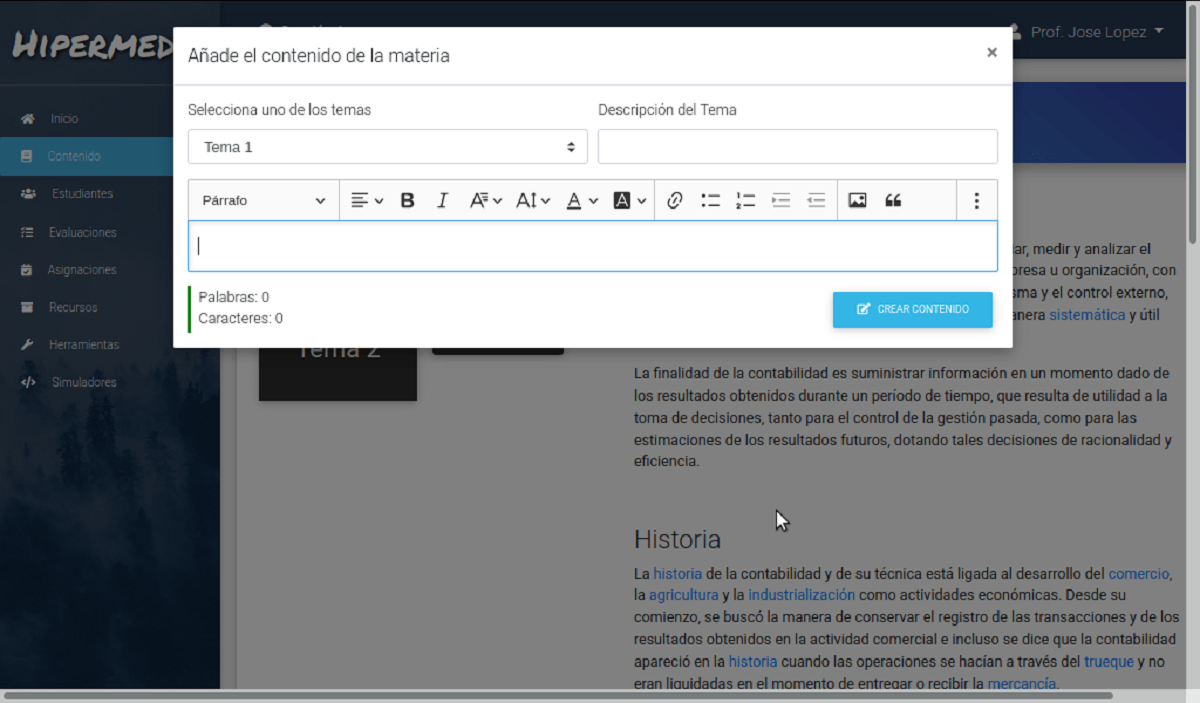 HIPERMED
Prof. Jose Lopez
Inicio
Contenido
Estudiantes
Evaluaciones
Asignaciones
Recursos
Herramientas
Simuladores
Añade el contenido de la materia
×
Selecciona uno de los temas
Descripción del Tema
Tema 1
Párrafo
Palabras: 0
Caracteres: 0
CREAR CONTENIDO
Tema 2
medir y analizar el
u organización, con
y el control externo,
sistemática y útil
La finalidad de la contabilidad es suministrar información en un momento dado de
los resultados obtenidos durante un período de tiempo, que resulta de utilidad a la
toma de decisiones, tanto para el control de la gestión pasada, como para las
estimaciones de los resultados futuros, dotando tales decisiones de racionalidad y
eficiencia.
Historia
La historia de la contabilidad y de su técnica está ligada al desarrollo del comercio,
la agricultura y la industrialización como actividades económicas. Desde su
comienzo, se buscó la manera de conservar el registro de las transacciones y de los
resultados obtenidos en la actividad comercial e incluso se dice que la contabilidad
apareció en la historia cuando las operaciones se hacían a través del trueque y no
eran liquidadas en el momento de entregar o recibir la mercancía.